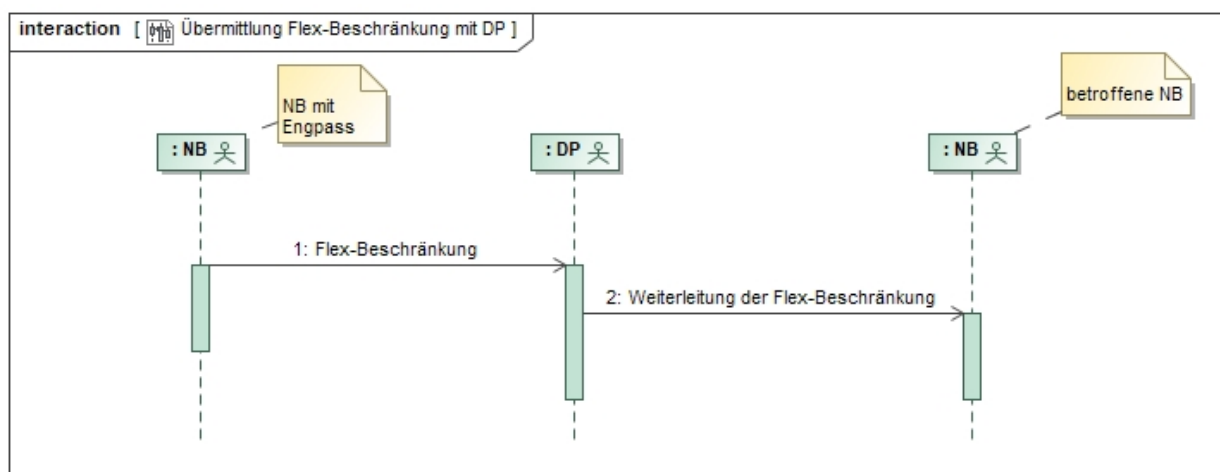 interaction [ Übermittlung Flex-Beschränkung mit DP ]
NB mit
Engpass
betroffene NB
: NB
: DP
: NB
1: Flex-Beschränkung
2: Weiterleitung der Flex-Beschränkung